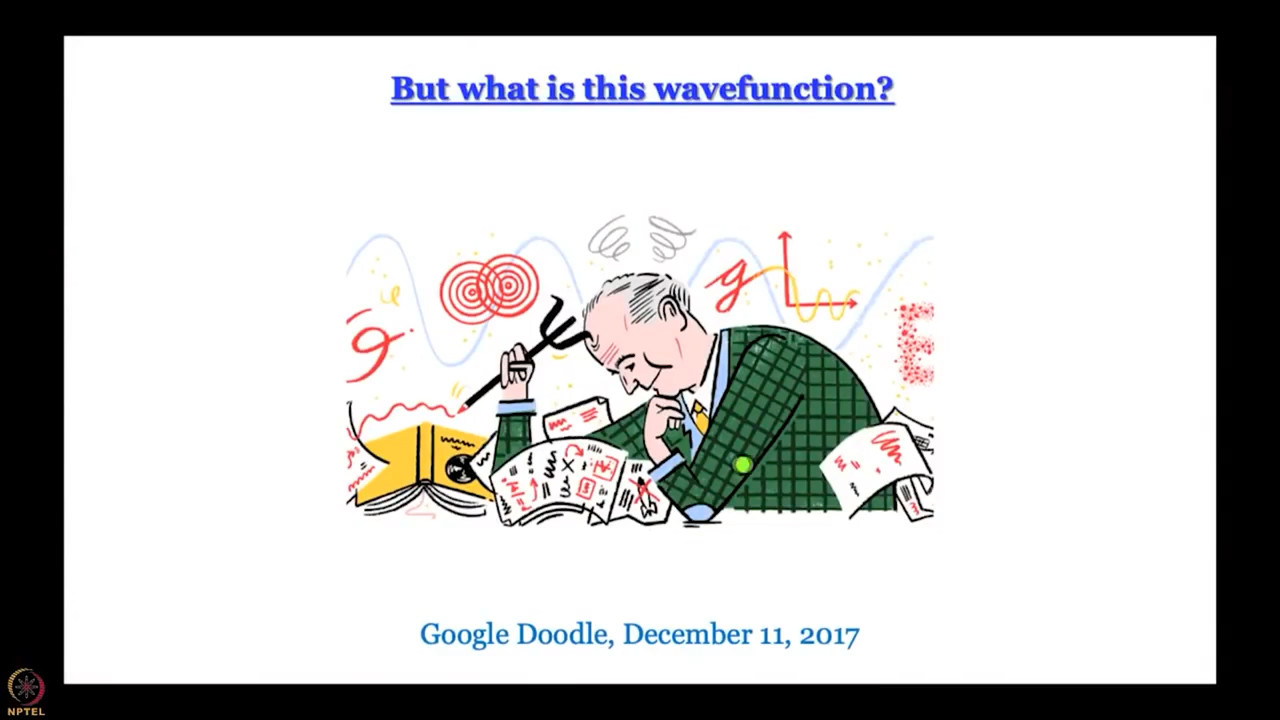 But what is this wavefunction?
g
E
Google Doodle, December 11, 2017
NPTEL